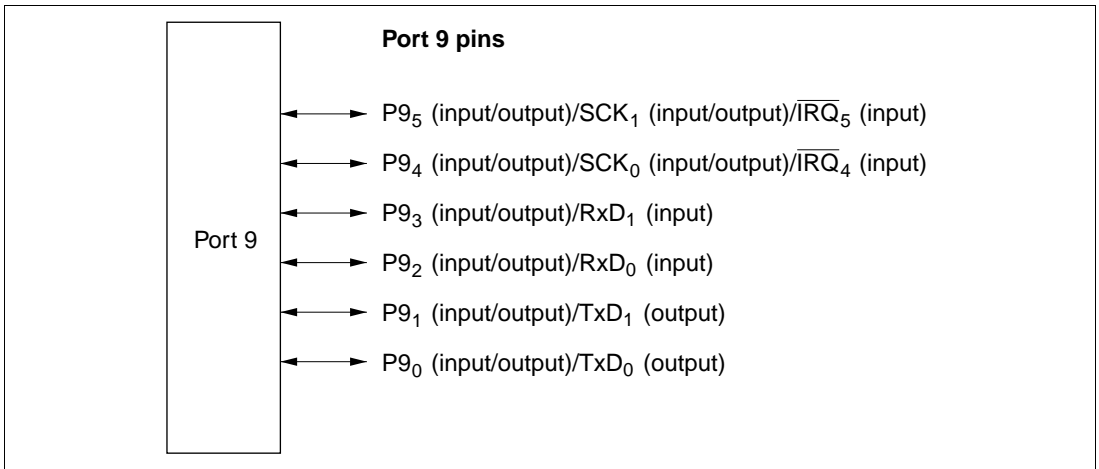 Port 9 pins
P9₅ (input/output)/SCK₁ (input/output)/I̅R̅Q̅₅ (input)
P9₄ (input/output)/SCK₀ (input/output)/I̅R̅Q̅₄ (input)
P9₃ (input/output)/RxD₁ (input)
Port 9
P9₂ (input/output)/RxD₀ (input)
P9₁ (input/output)/TxD₁ (output)
P9₀ (input/output)/TxD₀ (output)